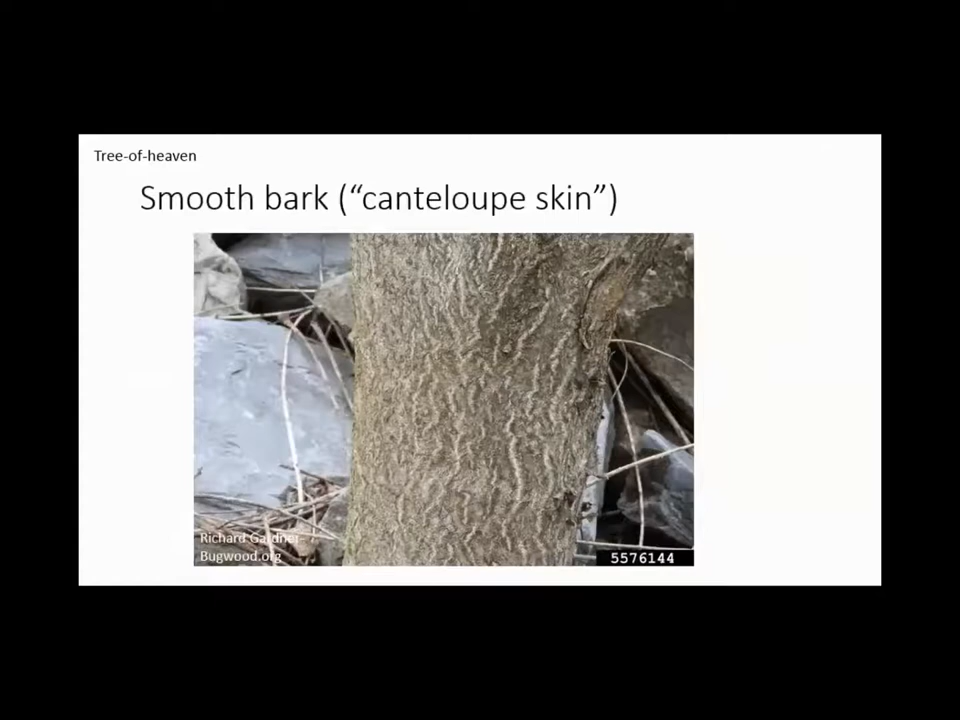 Tree-of-heaven
Smooth bark (“canteloupe skin”)
Richard Gardner
Bugwood.org
5576144